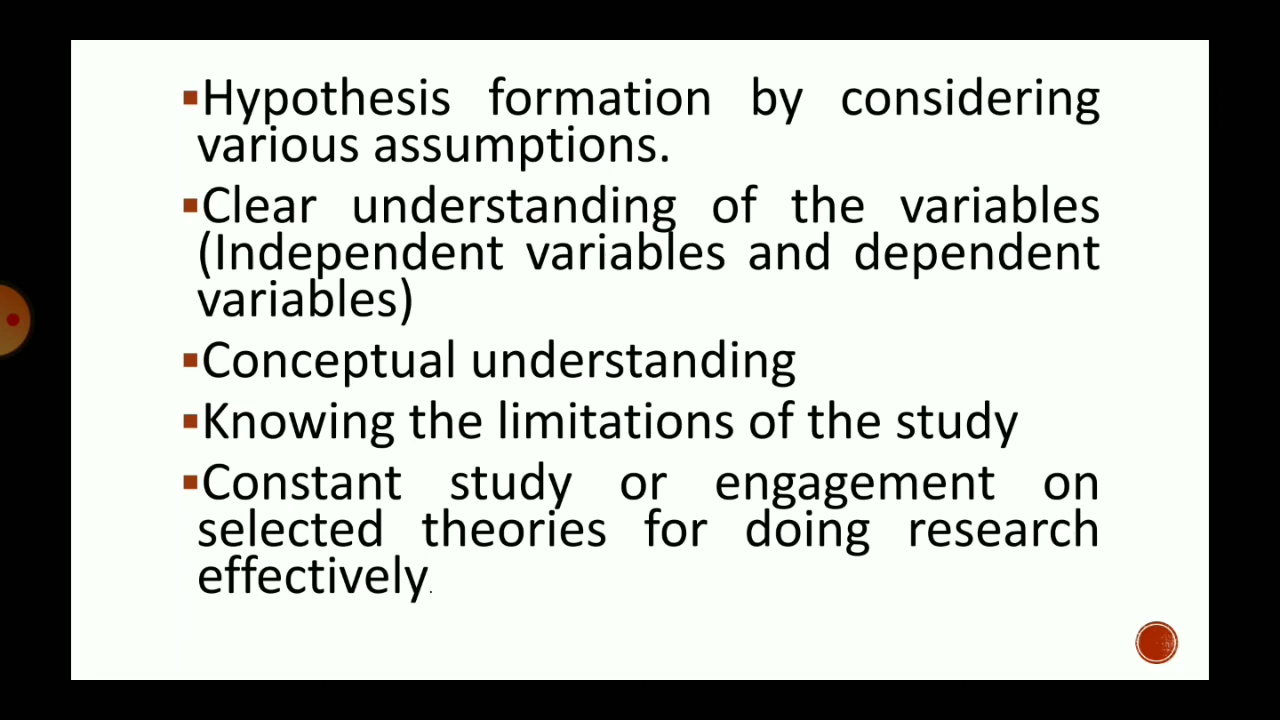 ▪Hypothesis formation by considering
various assumptions.
▪Clear understanding of the variables
(Independent variables and dependent
variables)
▪Conceptual understanding
▪Knowing the limitations of the study
▪Constant study or engagement on
selected theories for doing research
effectively.